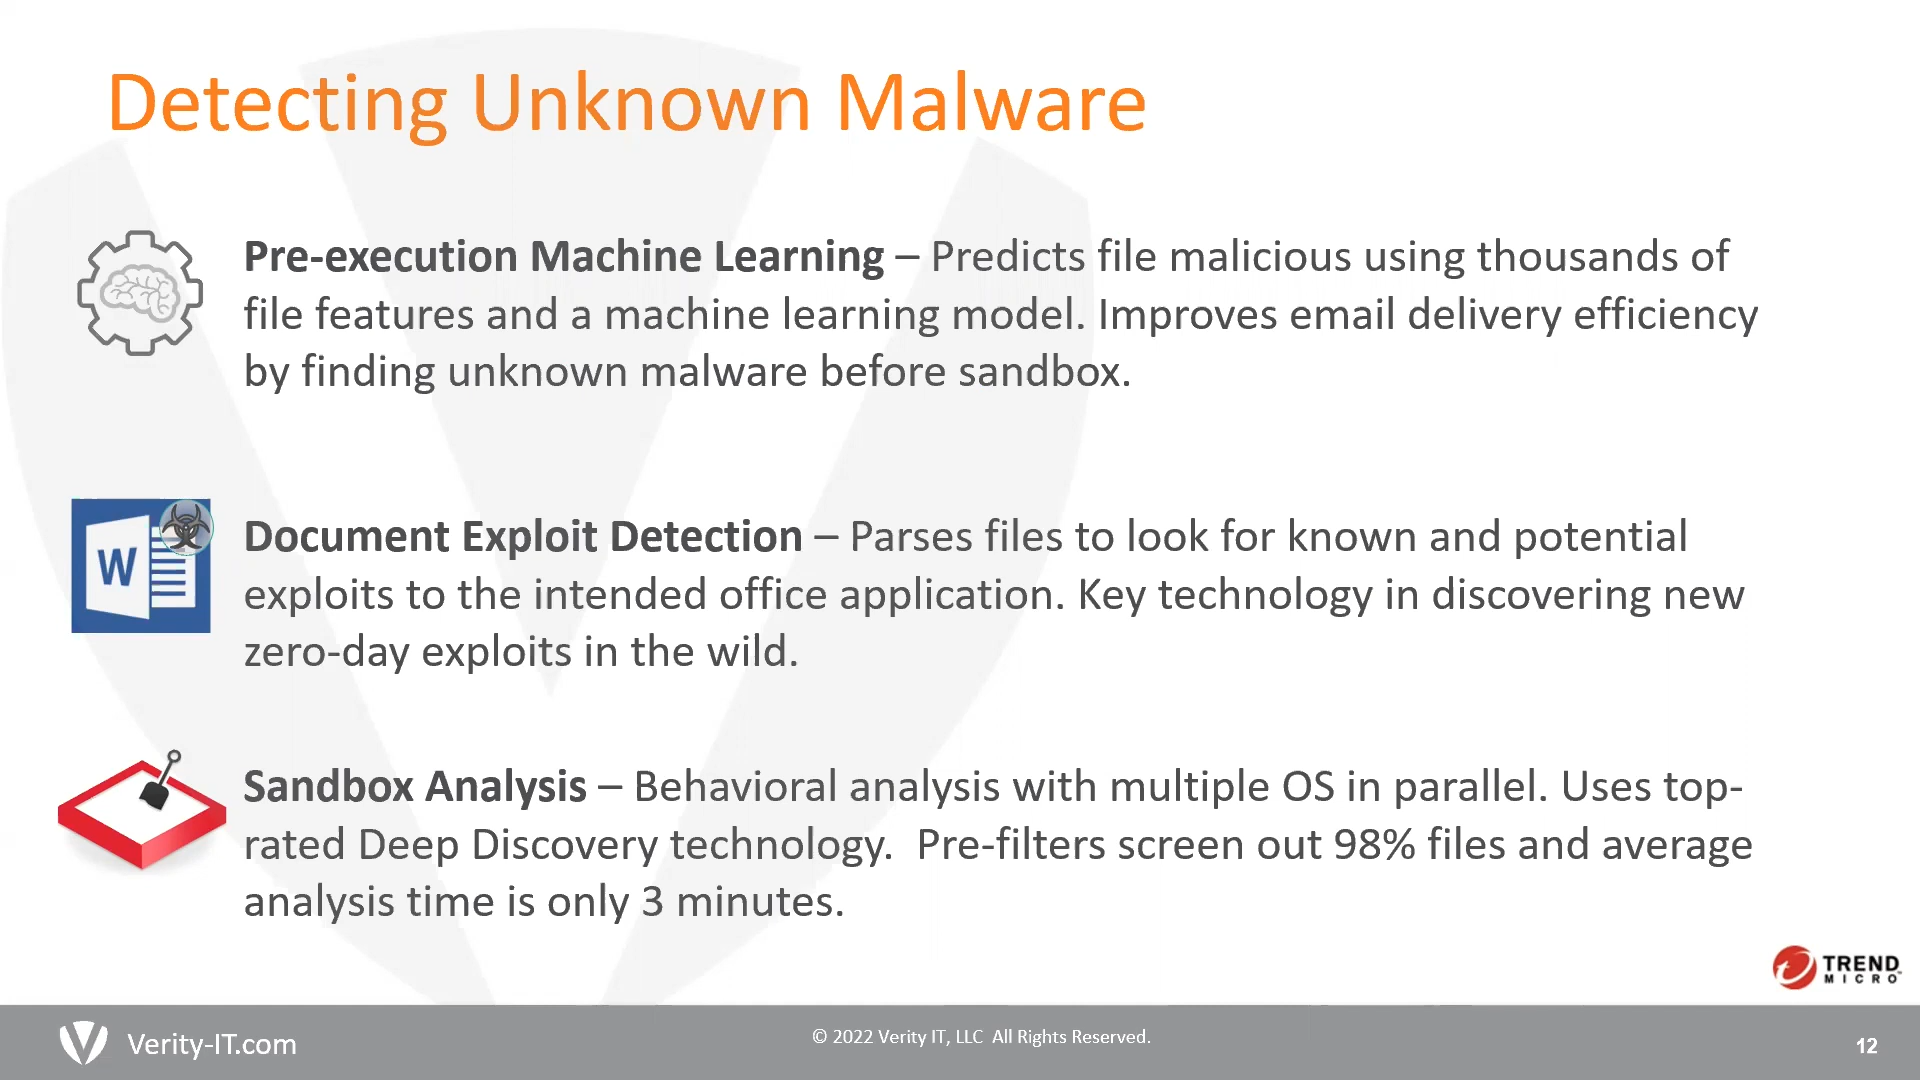 Detecting Unknown Malware
Pre-execution Machine Learning – Predicts file malicious using thousands of
file features and a machine learning model. Improves email delivery efficiency
by finding unknown malware before sandbox.
W
Document Exploit Detection – Parses files to look for known and potential
exploits to the intended office application. Key technology in discovering new
zero-day exploits in the wild.
Sandbox Analysis – Behavioral analysis with multiple OS in parallel. Uses top-
rated Deep Discovery technology.  Pre-filters screen out 98% files and average
analysis time is only 3 minutes.
TREND
MICRO™
Verity-IT.com
© 2022 Verity IT, LLC  All Rights Reserved.
12